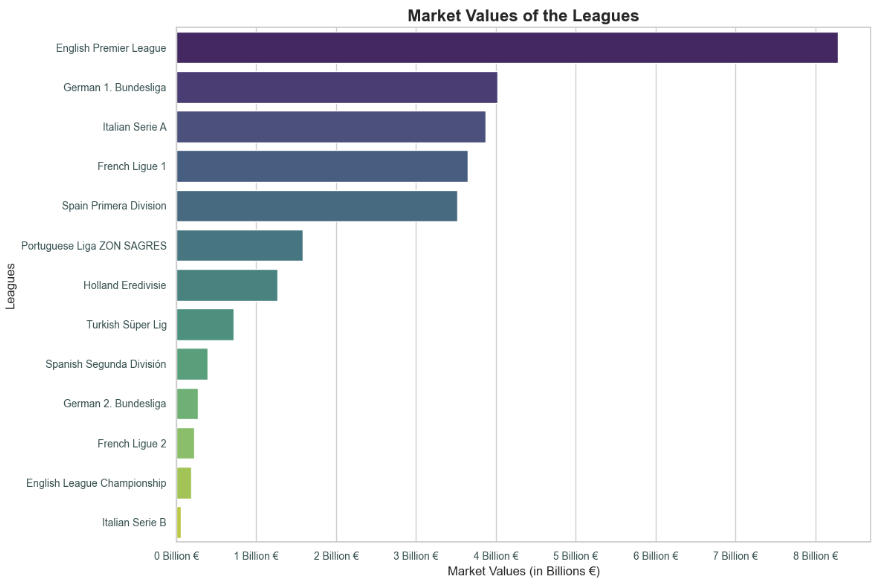 Market Values of the Leagues
Leagues
English Premier League
German 1. Bundesliga
Italian Serie A
French Ligue 1
Spain Primera Division
Portuguese Liga ZON SAGRES
Holland Eredivisie
Turkish Süper Lig
Spanish Segunda División
German 2. Bundesliga
French Ligue 2
English League Championship
Italian Serie B
0 Billion € 1 Billion € 2 Billion € 3 Billion € 4 Billion € 5 Billion € 6 Billion € 7 Billion € 8 Billion €
Market Values (in Billions €)